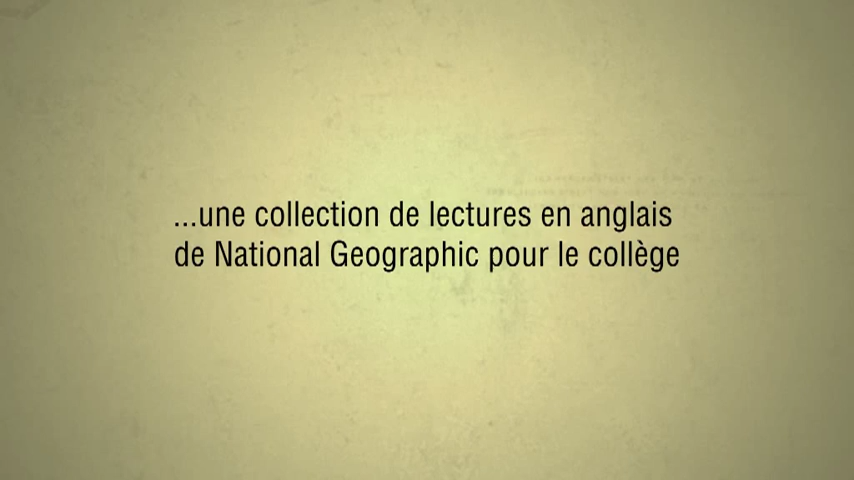 ...une collection de lectures en anglais
de National Geographic pour le collège